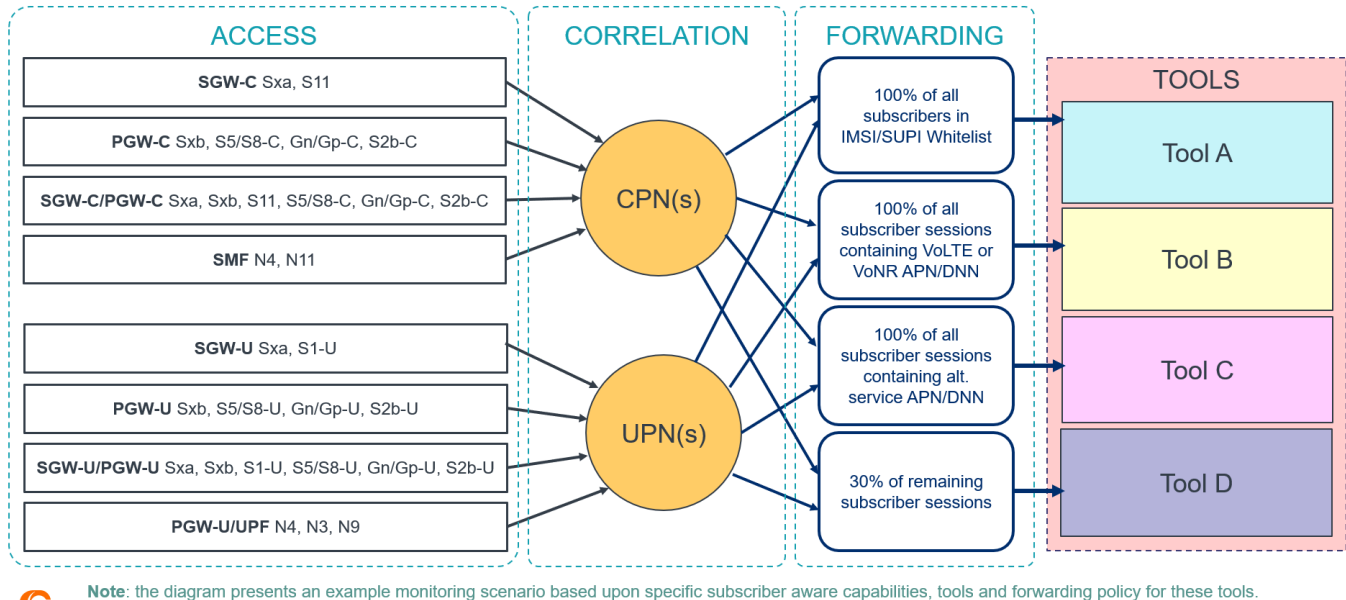 ACCESS
SGW-C Sxa, S11
PGW-C Sxb, S5/S8-C, Gn/Gp-C, S2b-C
SGW-C/PGW-C Sxa, Sxb, S11, S5/S8-C, Gn/Gp-C, S2b-C
SMF N4, N11
SGW-U Sxa, S1-U
PGW-U Sxb, S5/S8-U, Gn/Gp-U, S2b-U
SGW-U/PGW-U Sxa, Sxb, S1-U, S5/S8-U, Gn/Gp-U, S2b-U
PGW-U/UPF N4, N3, N9
CORRELATION
CPN(s)
UPN(s)
FORWARDING
100% of all
subscribers in
IMSI/SUPI Whitelist
100% of all
subscriber sessions
containing VoLTE or
VoNR APN/DNN
100% of all
subscriber sessions
containing alt.
service APN/DNN
30% of remaining
subscriber sessions
TOOLS
Tool A
Tool B
Tool C
Tool D
Note: the diagram presents an example monitoring scenario based upon specific subscriber aware capabilities, tools and forwarding policy for these tools.